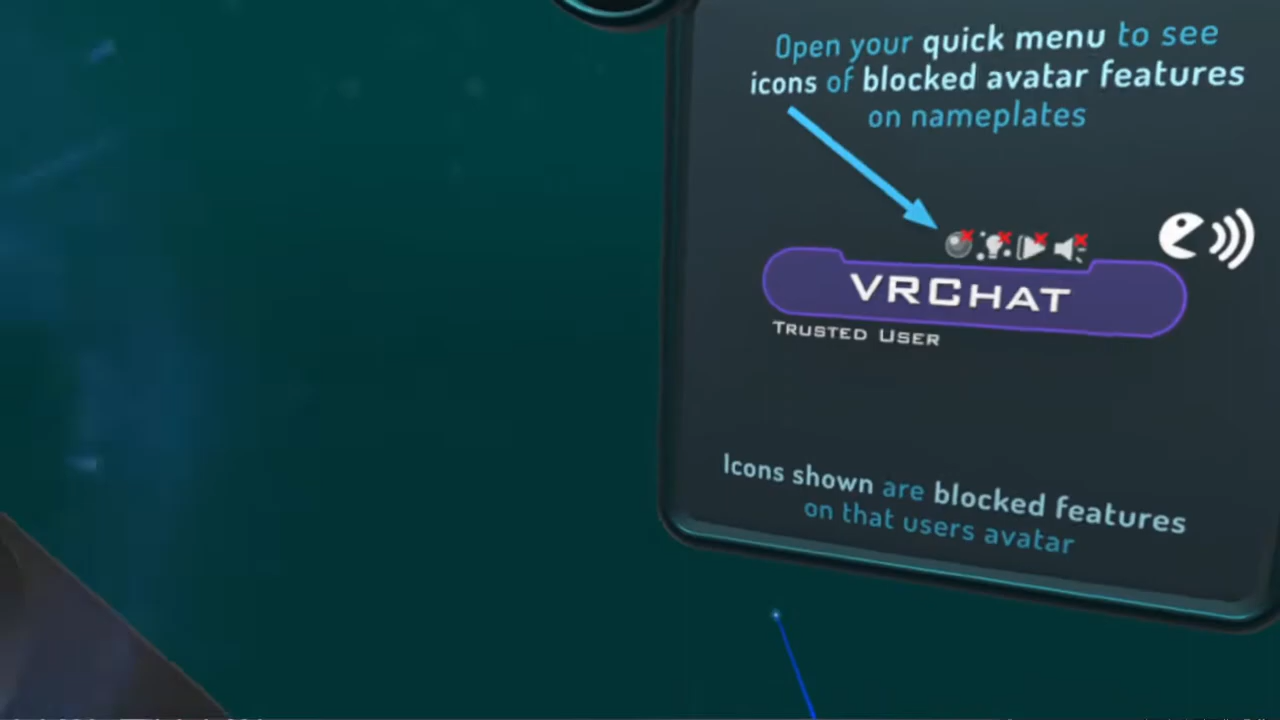 Open your quick menu to see
icons of blocked avatar features
on nameplates
VRCHAT
TRUSTED USER
Icons shown are blocked features
on that users avatar